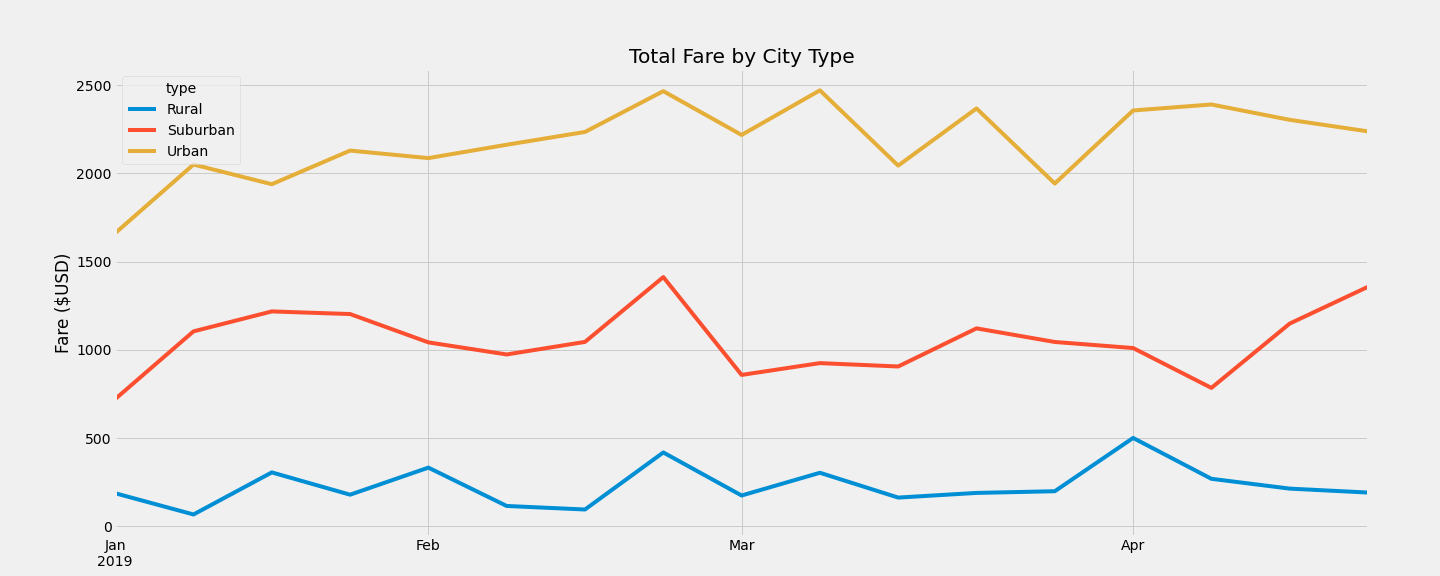 Total Fare by City Type
type
Rural
Suburban
Urban
Fare ($USD)
2500
2000
1500
1000
500
0
Jan Feb Mar Apr
2019